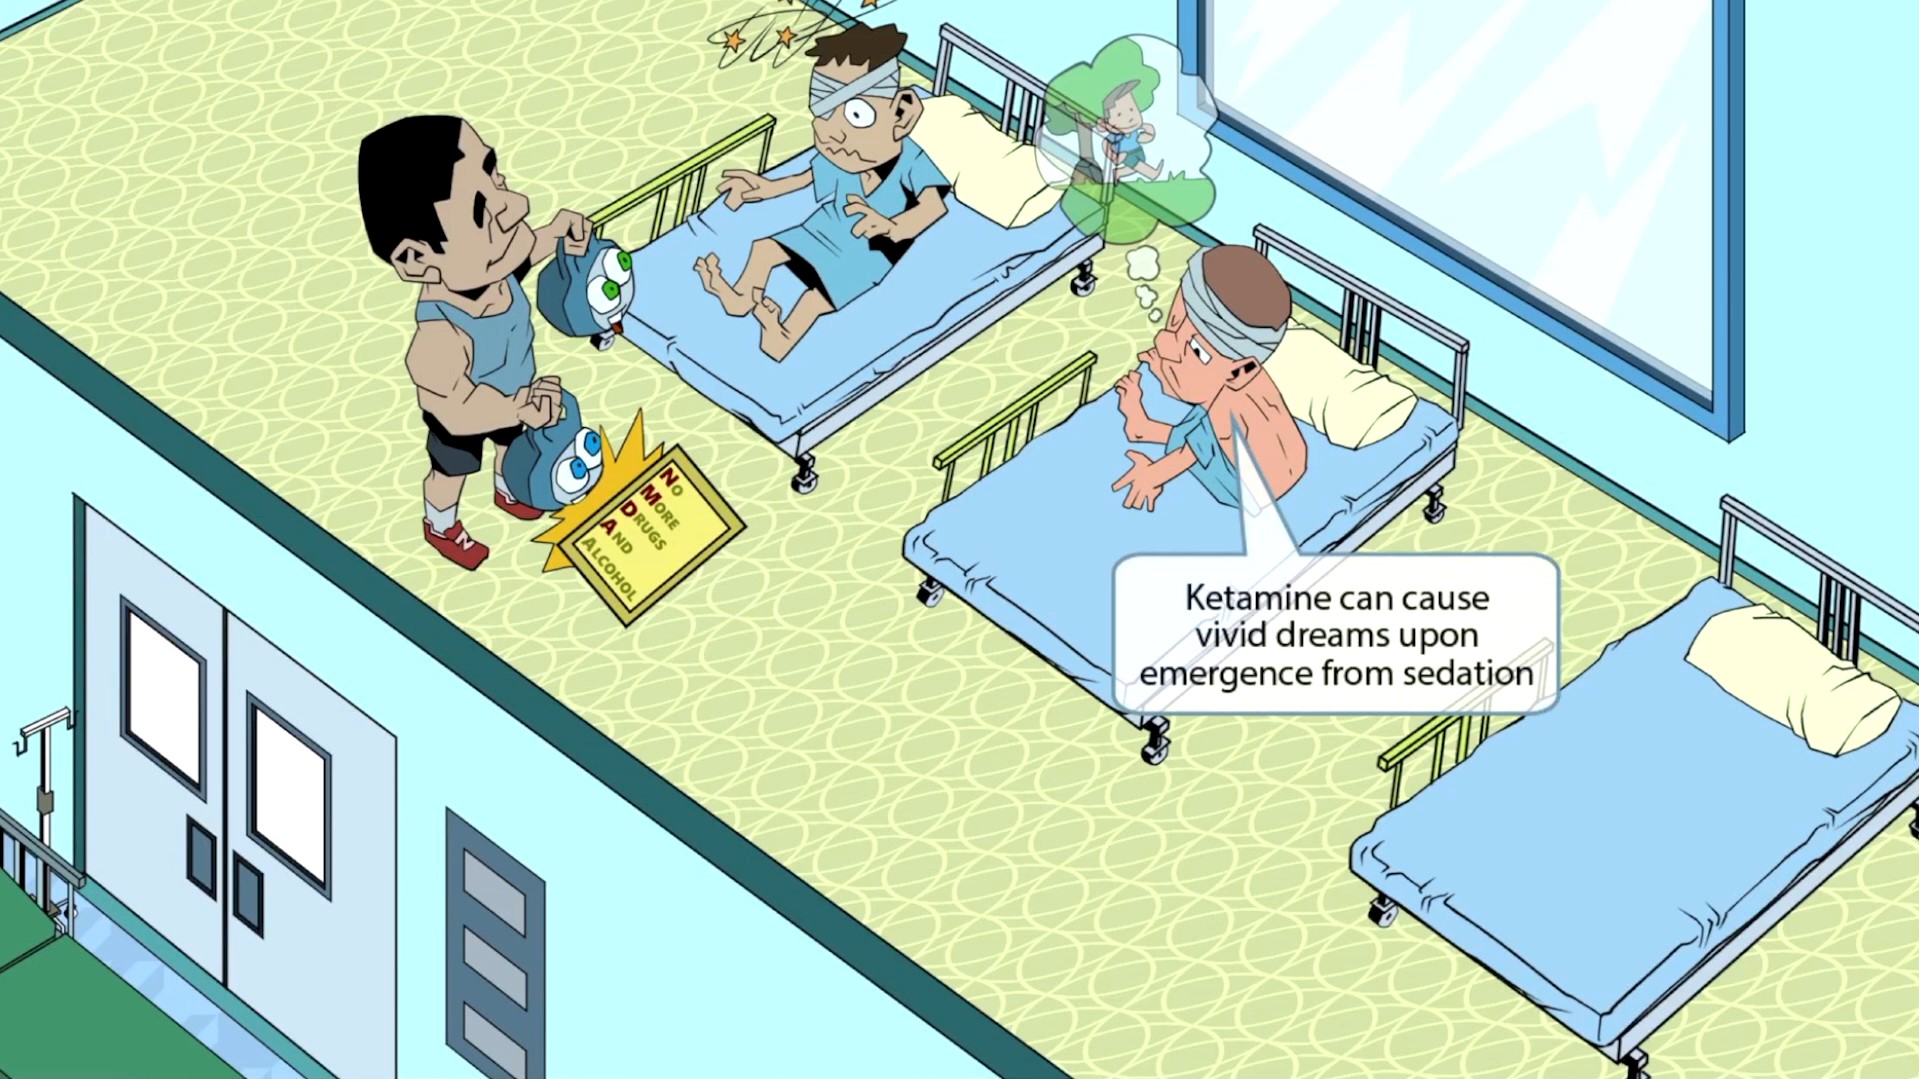 No
More
Drugs
And
Alcohol
Ketamine can cause
vivid dreams upon
emergence from sedation